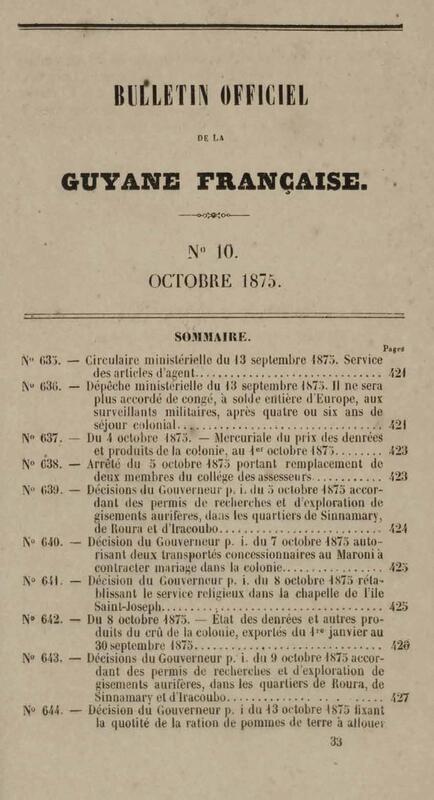 BULLETIN OFFICIEL
DE LA
GUYANE FRANÇAISE.
Nº 10.
OCTOBRE 1875.
SOMMAIRE.
Pages
Nº 635. — Circulaire ministérielle du 13 septembre 1875. Service
des articles d'agent........ 421
Nº 636. — Dépêche ministérielle du 13 septembre 1875. Il ne sera
plus accordé de congé, à solde entière d'Europe, aux
surveillants militaires, après quatre ou six ans de
séjour colonial........ 421
Nº 637. — Du 4 octobre 1875. — Mercuriale du prix des denrées
et produits de la colonie, au 1er octobre 1875........ 423
Nº 638. — Arrêté du 5 octobre 1875 portant remplacement de
deux membres du collége des assesseurs........ 423
Nº 639. — Décisions du Gouverneur p. i. du 5 octobre 1875 accor-
dant des permis de recherches et d'exploration de
gisements aurifères, dans les quartiers de Sinnamary,
de Roura et d'Iracoubo........ 424
Nº 640. — Décision du Gouverneur p. i. du 7 octobre 1875 auto-
risant deux transportés concessionnaires au Maroni à
contracter mariage dans la colonie........ 425
Nº 641. — Décision du Gouverneur p. i. du 8 octobre 1875 réta-
blissant le service religieux dans la chapelle de l'île
Saint-Joseph........ 425
Nº 642. — Du 8 octobre 1875. — État des denrées et autres pro-
duits du crû de la colonie, exportés du 1er janvier au
30 septembre 1875........ 426
Nº 643. — Décisions du Gouverneur p. i. du 9 octobre 1875 accor-
dant des permis de recherches et d'exploration de
gisements aurifères, dans les quartiers de Roura, de
Sinnamary et d'Iracoubo........ 427
Nº 644. — Décision du Gouverneur p. i du 13 octobre 1875 fixant
la quotité de la ration de pommes de terre à allouer
33